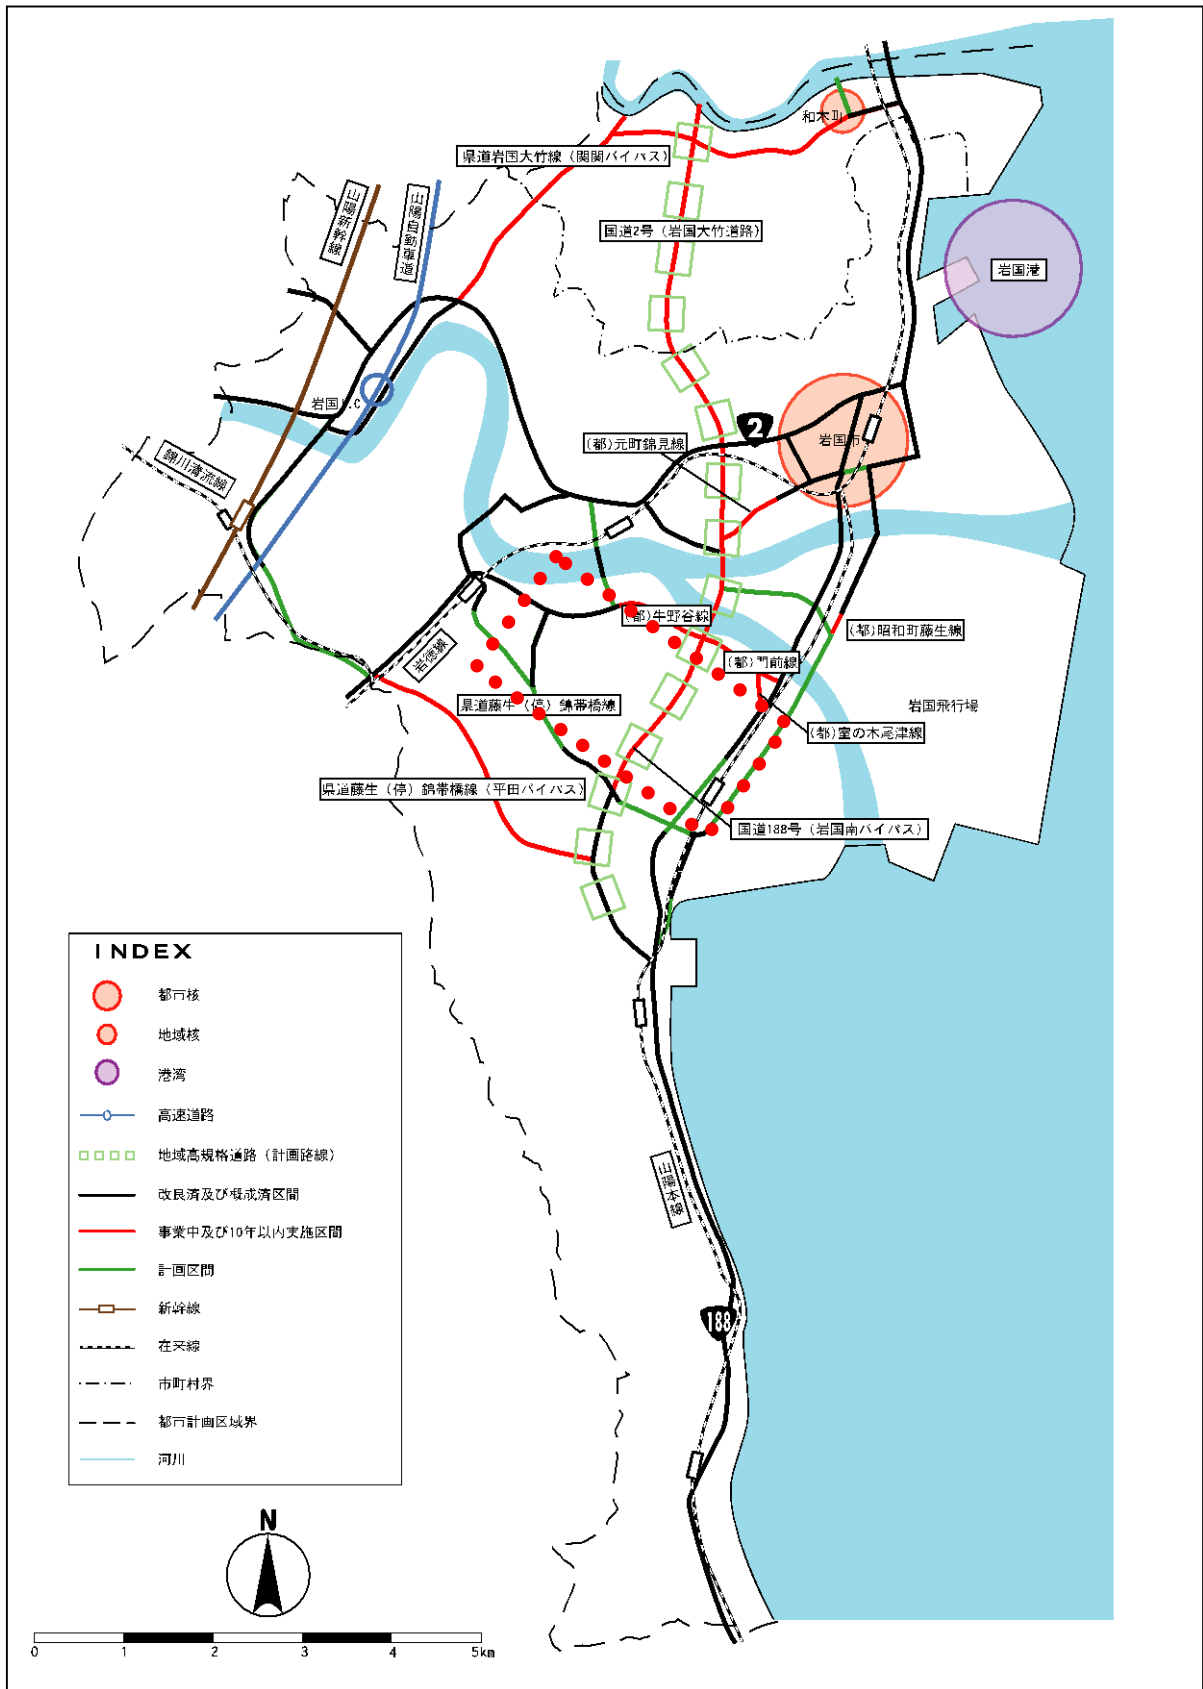 和木町
県道岩国大竹線（関関バイパス）
山陽新幹線
山陽自動車道
国道2号（岩国大竹道路）
岩国港
岩国I.C
2
岩国市
（都）元町錦見線
錦川清流線
（都）牛野谷線
（都）昭和町藤生線
岩徳線
（都）門前線
県道藤生（停）錦帯橋線
岩国飛行場
（都）室の木尾津線
県道藤生（停）錦帯橋線（平田バイパス）
国道188号（岩国南バイパス）
INDEX
都市核
地域核
港湾
高速道路
地域高規格道路（計画路線）
改良済及び概成済区間
事業中及び10年以内実施区間
計画区間
新幹線
在来線
市町村界
都市計画区域界
河川
山陽本線
188
N
0 1 2 3 4 5km